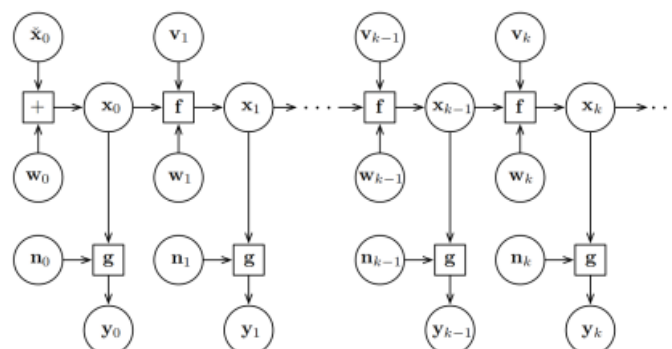 x̌₀ v₁ vₖ₋₁ vₖ
+ x₀ f x₁ ··· f xₖ₋₁ f xₖ ···
w₀ w₁ wₖ₋₁ wₖ
n₀ g n₁ g nₖ₋₁ g nₖ g
y₀ y₁ yₖ₋₁ yₖ